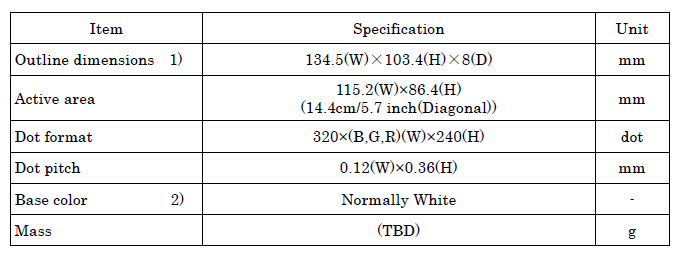 Item Specification Unit
Outline dimensions 1) 134.5(W)×103.4(H)×8(D) mm
Active area 115.2(W)×86.4(H) mm
(14.4cm/5.7 inch(Diagonal))
Dot format 320×(B,G,R)(W)×240(H) dot
Dot pitch 0.12(W)×0.36(H) mm
Base color 2) Normally White -
Mass (TBD) g